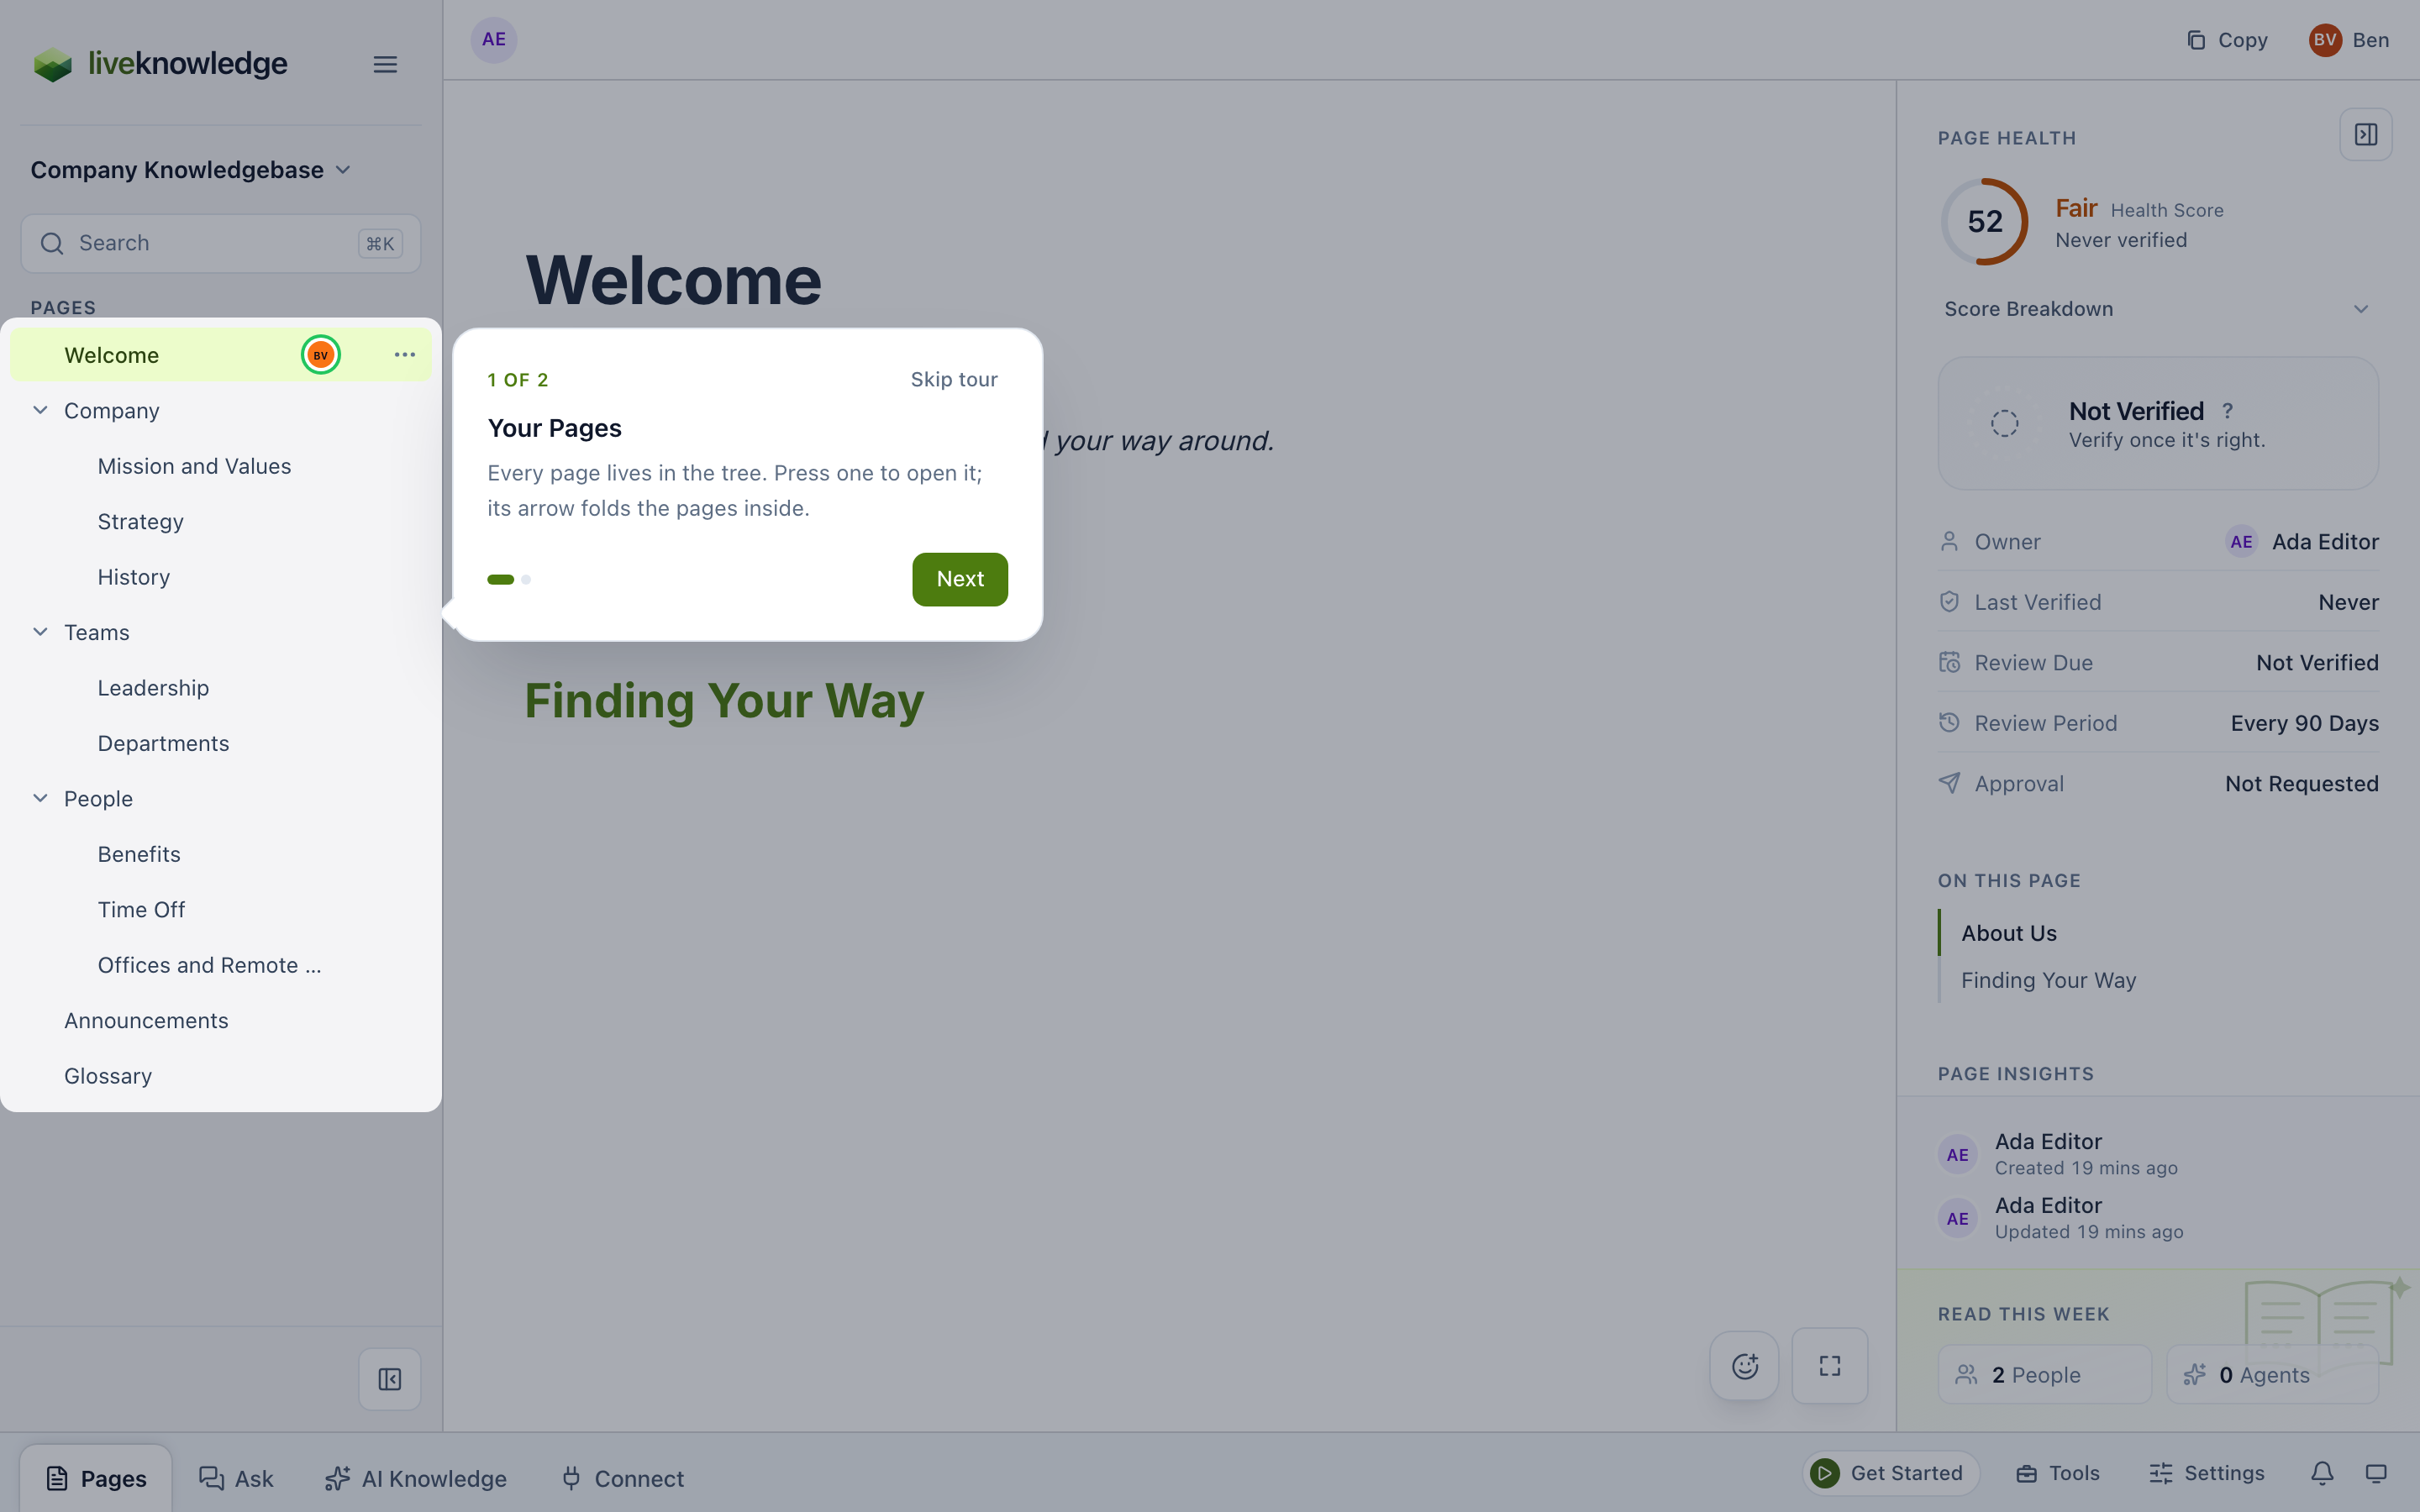 liveknowledge
Company Knowledgebase
Search
⌘K
PAGES
Welcome
BV
Company
Mission and Values
Strategy
History
Teams
Leadership
Departments
People
Benefits
Time Off
Offices and Remote ...
Announcements
Glossary
AE
Copy
BV
Ben
Welcome
your way around.
1 OF 2
Skip tour
Your Pages
Every page lives in the tree. Press one to open it;
its arrow folds the pages inside.
Next
Finding Your Way
PAGE HEALTH
52
Fair Health Score
Never verified
Score Breakdown
Not Verified ?
Verify once it's right.
Owner
AE Ada Editor
Last Verified
Never
Review Due
Not Verified
Review Period
Every 90 Days
Approval
Not Requested
ON THIS PAGE
About Us
Finding Your Way
PAGE INSIGHTS
AE
Ada Editor
Created 19 mins ago
AE
Ada Editor
Updated 19 mins ago
READ THIS WEEK
2 People
0 Agents
Pages
Ask
AI Knowledge
Connect
Get Started
Tools
Settings